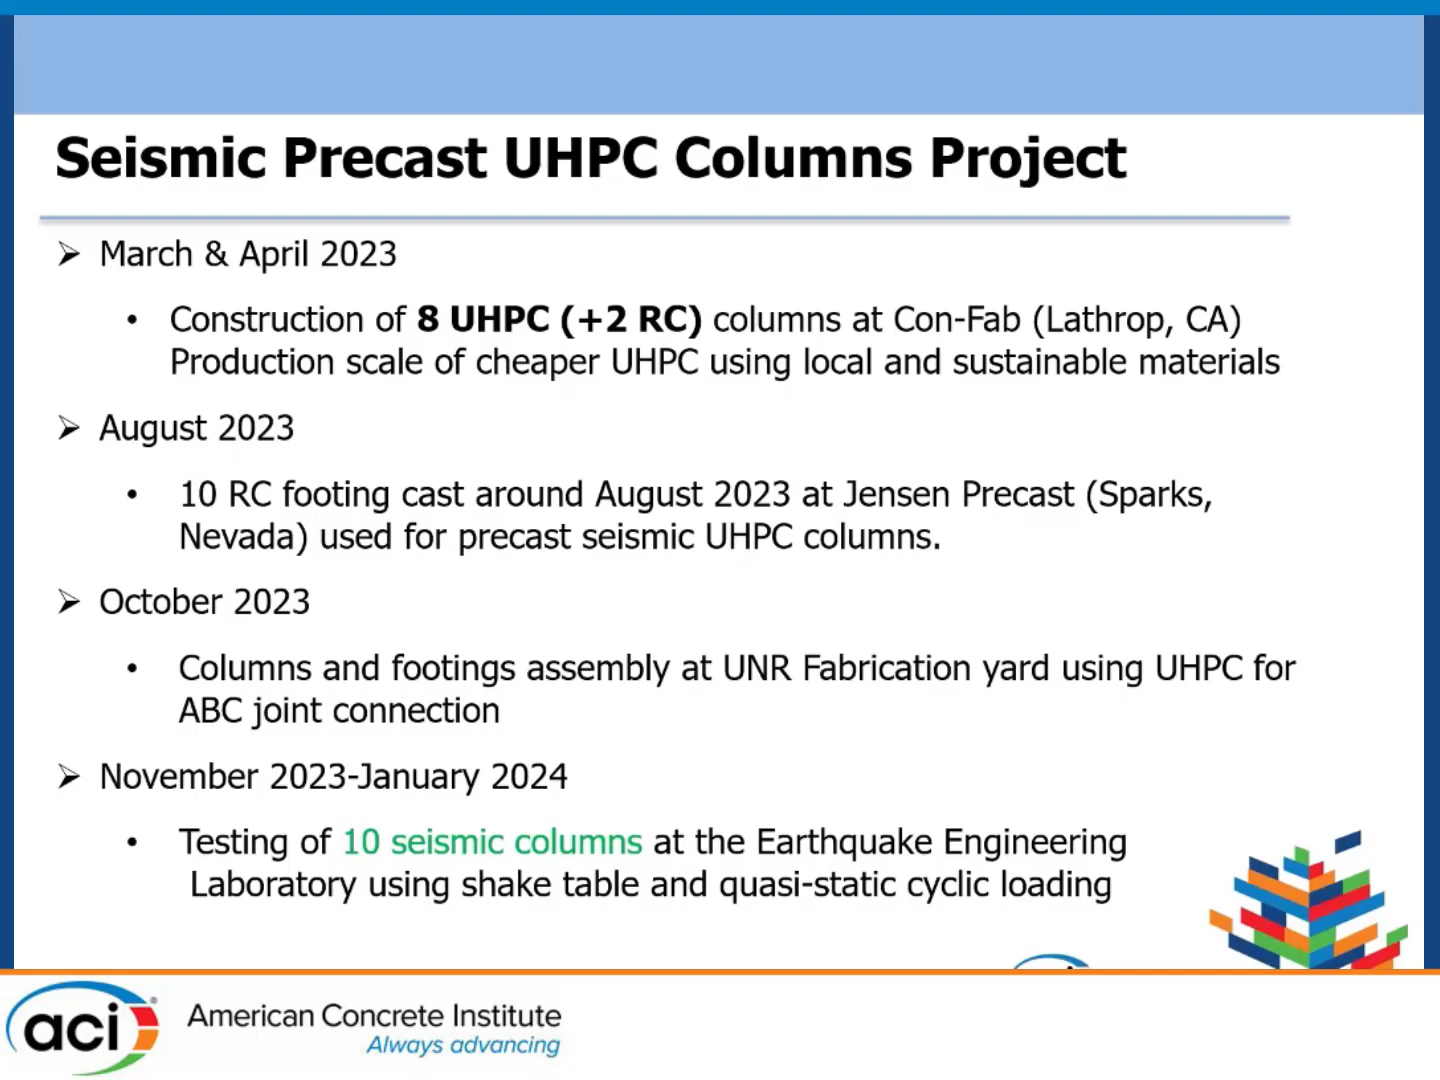 Seismic Precast UHPC Columns Project
➢ March & April 2023
• Construction of 8 UHPC (+2 RC) columns at Con-Fab (Lathrop, CA)
Production scale of cheaper UHPC using local and sustainable materials
➢ August 2023
• 10 RC footing cast around August 2023 at Jensen Precast (Sparks,
Nevada) used for precast seismic UHPC columns.
➢ October 2023
• Columns and footings assembly at UNR Fabrication yard using UHPC for
ABC joint connection
➢ November 2023-January 2024
• Testing of 10 seismic columns at the Earthquake Engineering
Laboratory using shake table and quasi-static cyclic loading
aci
American Concrete Institute
Always advancing